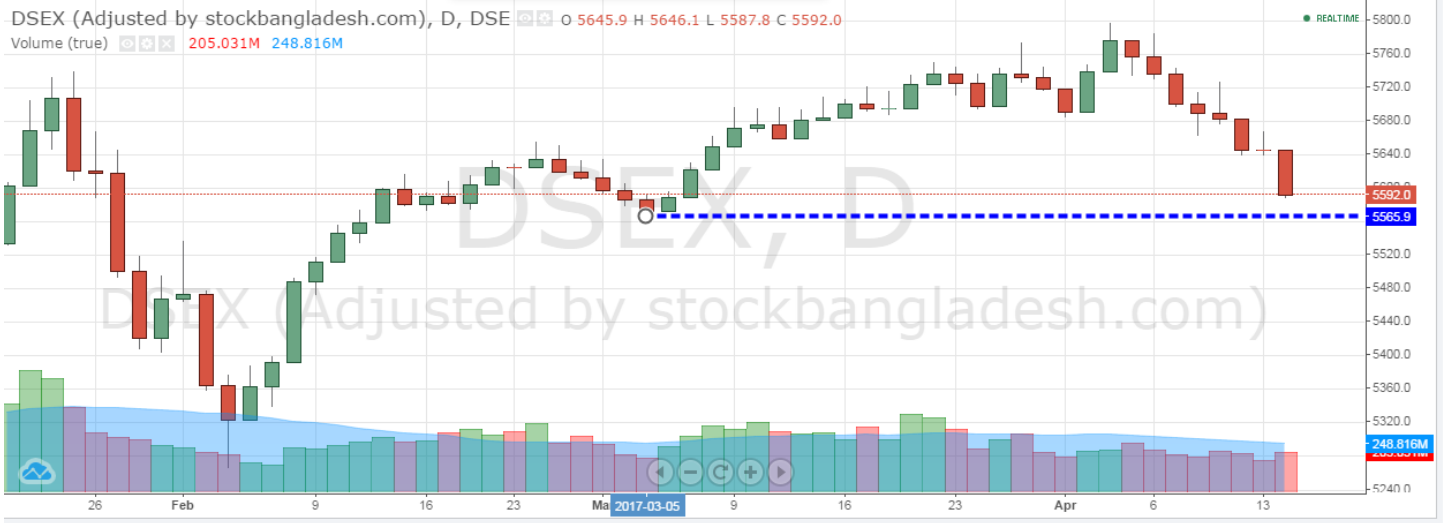 DSEX (Adjusted by stockbangladesh.com), D, DSE O 5645.9 H 5646.1 L 5587.8 C 5592.0
Volume (true) 205.031M 248.816M
REALTIME
DSEX, D
DSEX (Adjusted by stockbangladesh.com)
5800.0
5760.0
5720.0
5680.0
5640.0
5592.0
5565.9
5520.0
5480.0
5440.0
5400.0
5360.0
5320.0
248.816M
5240.0
26 Feb 9 16 23 2017-03-05 9 16 23 Apr 6 13